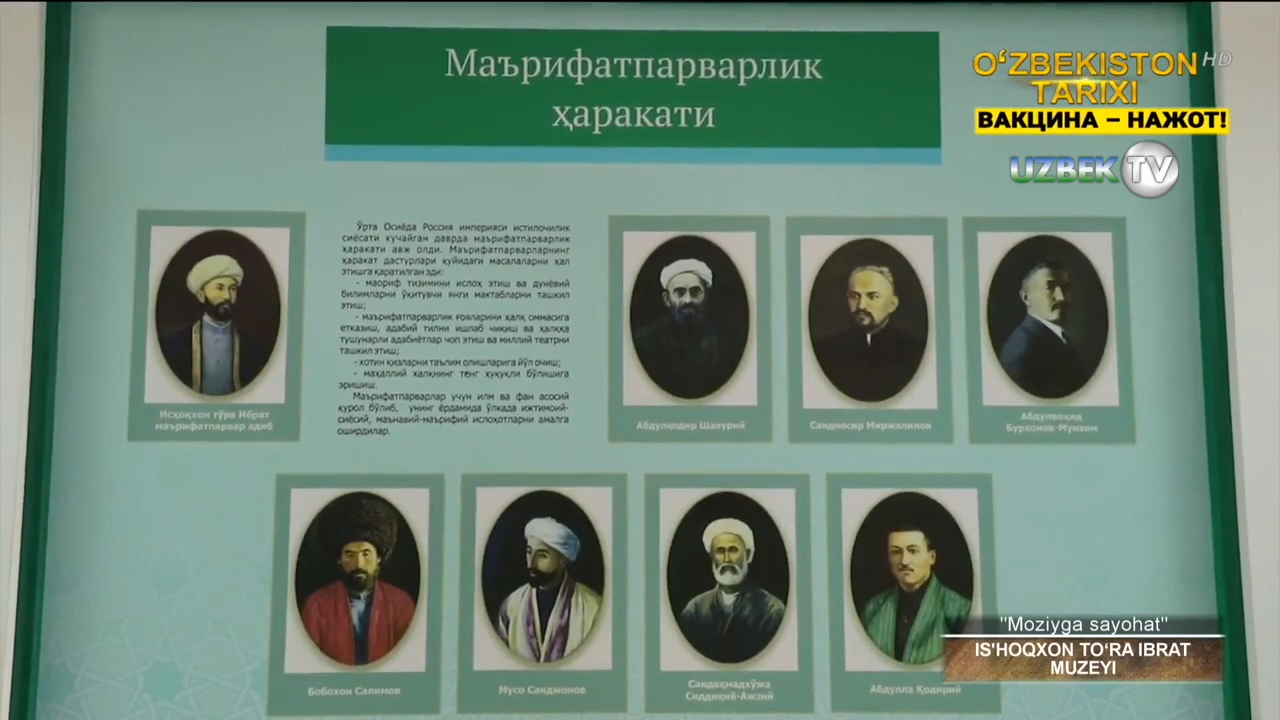 Маърифатпарварлик
ҳаракати
O‘ZBEKISTON HD
TARIXI
ВАКЦИНА – НАЖОТ!
UZBEK TV
Исҳоқхон тўра Ибрат
маърифатпарвар адиб
Ўрта Осиёда Россия империяси истилочилик
сиёсати кучайган даврда маърифатпарварлик
ҳаракати авж олди. Маърифатпарварларнинг
ҳаракат дастурлари қуйидаги масалаларни ҳал
этишга қаратилган эди:
- маориф тизимини ислоҳ этиш ва дунёвий
билимларни ўқитувчи янги мактабларни ташкил
этиш;
- маърифатпарварлик ғояларини ҳалқ оммасига
етказиш, адабий тилни ишлаб чиқиш ва ҳалққа
тушунарли адабиётлар чоп этиш ва миллий театрни
ташкил этиш;
- хотин қизларни таълим олишларига йўл очиш;
- маҳаллий халқнинг тенг ҳуқуқли бўлишига
эришиш.
Маърифатпарварлар учун илм ва фан асосий
қурол бўлиб, унинг ёрдамида ўлкада ижтимоий-
сиёсий, маънавий-маърифий ислоҳотларни амалга
оширдилар.
Абдулқодир Шакурий
Саидносир Миржалилов
Абдулвоҳид
Бурхонов-Мунзим
Бобохон Салимов
Мусо Саиджонов
Саидаҳмадхўжа
Сиддиқий-Ажзий
Абдулла Қодирий
"Moziyga sayohat"
IS'HOQXON TO‘RA IBRAT
MUZEYI